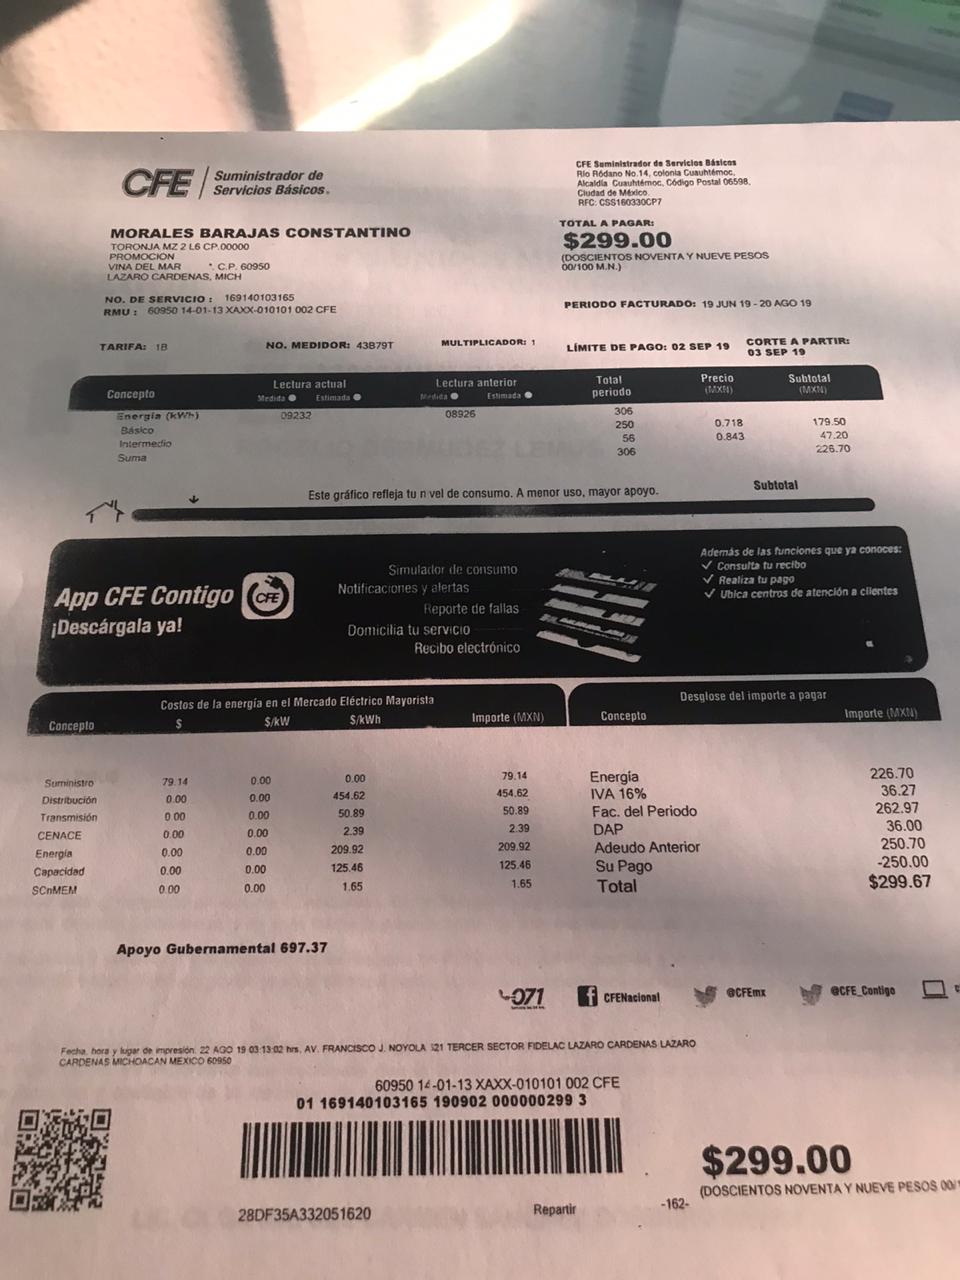 CFE Suministrador de
Servicios Básicos®
CFE Suministrador de Servicios Básicos
Río Ródano No.14, colonia Cuauhtémoc,
Alcaldía Cuauhtémoc, Código Postal 06598,
Ciudad de México.
RFC: CSS160330CP7
MORALES BARAJAS CONSTANTINO
TORONJA MZ 2 L6 CP.00000
PROMOCION
VINA DEL MAR C.P. 60950
LAZARO CARDENAS, MICH
TOTAL A PAGAR:
$299.00
(DOSCIENTOS NOVENTA Y NUEVE PESOS
00/100 M.N.)
NO. DE SERVICIO : 169140103165
RMU : 60950 14-01-13 XAXX-010101 002 CFE
PERIODO FACTURADO: 19 JUN 19 - 20 AGO 19
TARIFA: 1B NO. MEDIDOR: 43B79T MULTIPLICADOR: 1 LÍMITE DE PAGO: 02 SEP 19 CORTE A PARTIR:
03 SEP 19
Concepto Lectura actual Lectura anterior Total periodo Precio (MXN) Subtotal (MXN)
Medida Estimada Medida Estimada
Energía (kWh) 09232 08926 306
Básico 250 0.718 179.50
Intermedio 56 0.843 47.20
Suma 306 226.70
Este gráfico refleja tu n vel de consumo. A menor uso, mayor apoyo. Subtotal
App CFE Contigo
¡Descárgala ya!
CFE
Simulador de consumo
Notificaciones y alertas
Reporte de fallas
Domicilia tu servicio
Recibo electrónico
Además de las funciones que ya conoces:
✓ Consulta tu recibo
✓ Realiza tu pago
✓ Ubica centros de atención a clientes
Costos de la energía en el Mercado Eléctrico Mayorista
Concepto $ $/kW $/kWh Importe (MXN)
Suministro 79.14 0.00 0.00 79.14
Distribución 0.00 0.00 454.62 454.62
Transmisión 0.00 0.00 50.89 50.89
CENACE 0.00 0.00 2.39 2.39
Energía 0.00 0.00 209.92 209.92
Capacidad 0.00 0.00 125.46 125.46
SCnMEM 0.00 0.00 1.65 1.65
Desglose del importe a pagar
Concepto Importe (MXN)
Energía 226.70
IVA 16% 36.27
Fac. del Periodo 262.97
DAP 36.00
Adeudo Anterior 250.70
Su Pago -250.00
Total $299.67
Apoyo Gubernamental 697.37
071 CFENacional @CFEmx @CFE_Contigo
Fecha, hora y lugar de impresión. 22 AGO 19 03:13:02 hrs. AV. FRANCISCO J. NOYOLA TERCER SECTOR FIDELAC LAZARO CARDENAS LAZARO
CARDENAS MICHOACAN MEXICO 60950
60950 14-01-13 XAXX-010101 002 CFE
01 169140103165 190902 000000299 3
28DF35A332051620 Repartir -162-
$299.00
(DOSCIENTOS NOVENTA Y NUEVE PESOS